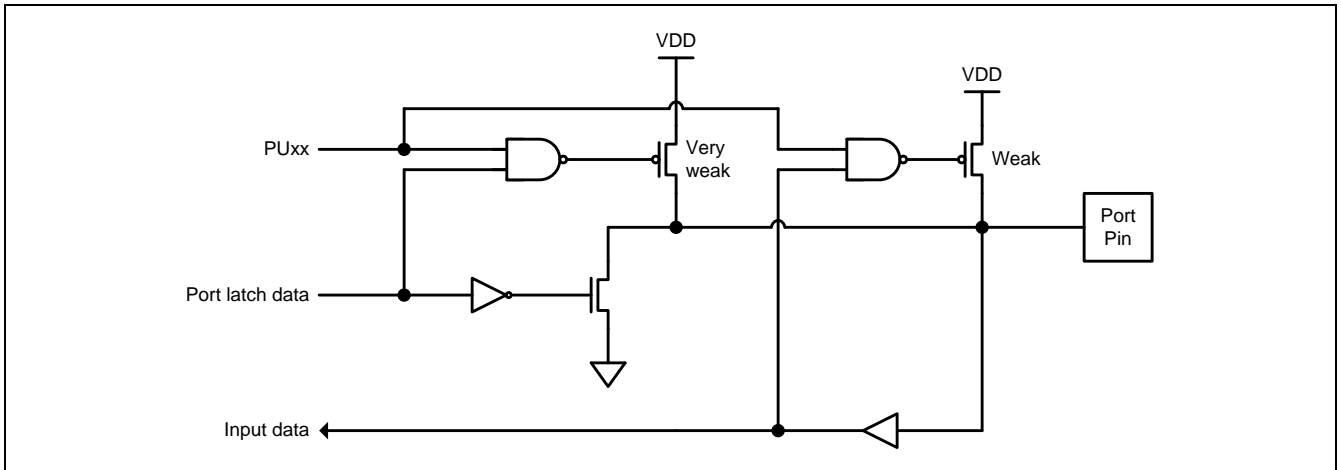 VDD
VDD
PUxx
Very
weak
Weak
Port
Pin
Port latch data
Input data